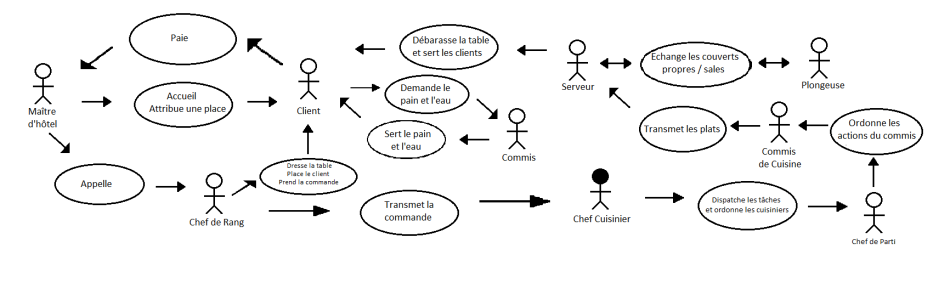 Paie
Débarasse la table
et sert les clients
Echange les couverts
propres / sales
Serveur
Plongeuse
Maître
d'hôtel
Accueil
Attribue une place
Client
Demande le
pain et l'eau
Sert le pain
et l'eau
Commis
Transmet les plats
Commis
de Cuisine
Ordonne les
actions du commis
Appelle
Chef de Rang
Dresse la table
Place le client
Prend la commande
Transmet la
commande
Chef Cuisinier
Dispatche les tâches
et ordonne les cuisiniers
Chef de Parti